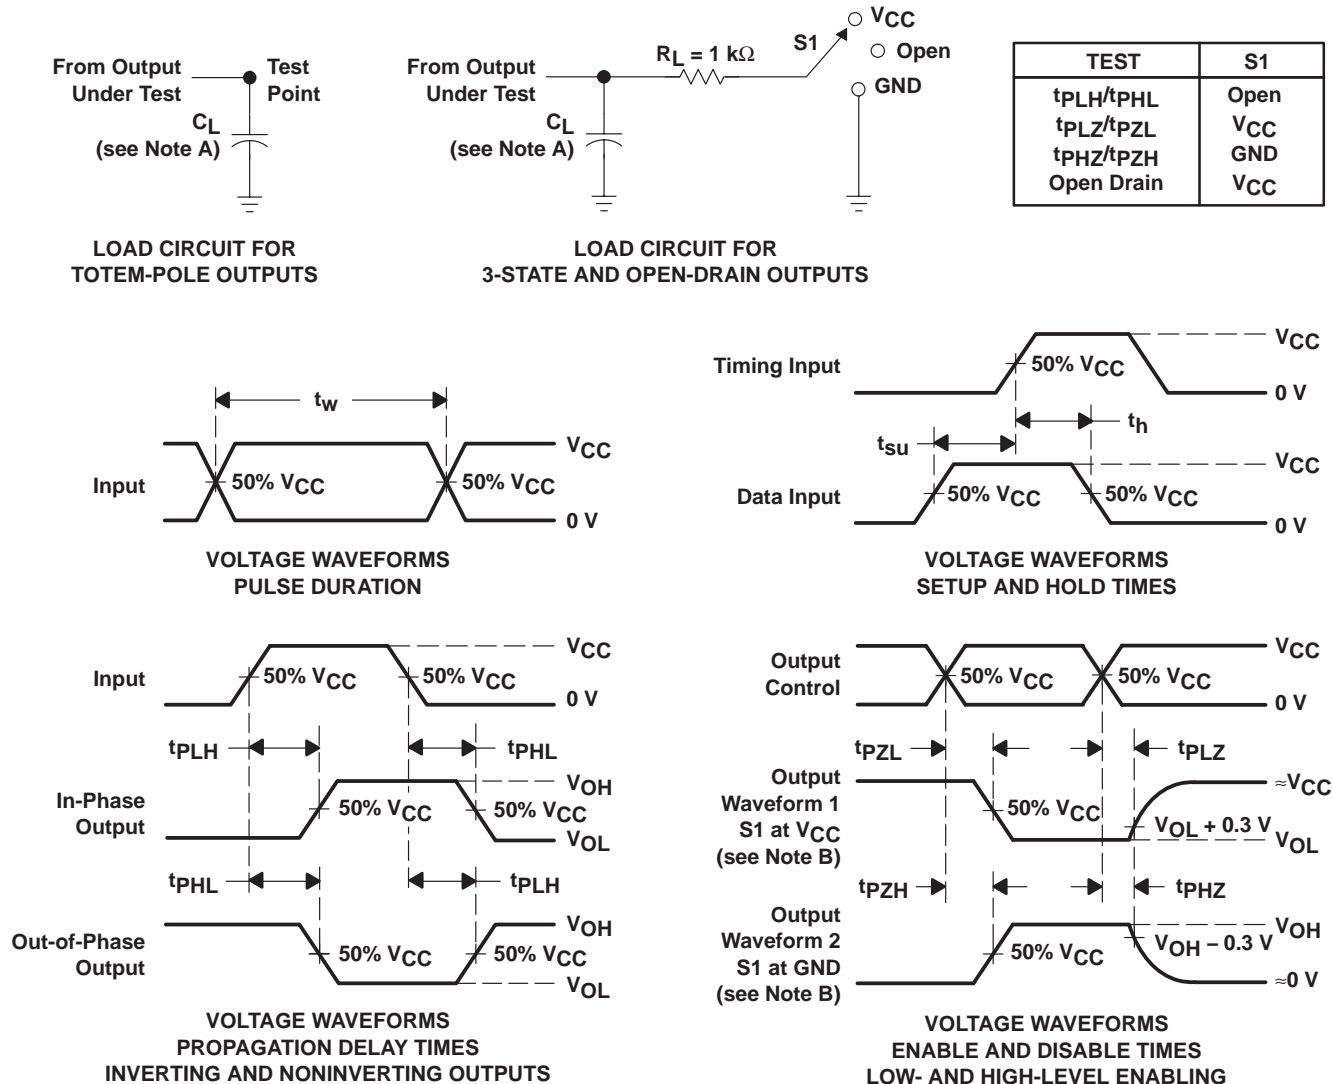 From Output
Under Test
Test
Point
CL
(see Note A)
LOAD CIRCUIT FOR
TOTEM-POLE OUTPUTS
From Output
Under Test
RL = 1 kΩ
S1
VCC
Open
GND
CL
(see Note A)
LOAD CIRCUIT FOR
3-STATE AND OPEN-DRAIN OUTPUTS
TEST S1
tPLH/tPHL Open
tPLZ/tPZL VCC
tPHZ/tPZH GND
Open Drain VCC
tw
Input
50% VCC
50% VCC
VCC
0 V
VOLTAGE WAVEFORMS
PULSE DURATION
Timing Input
50% VCC
VCC
0 V
tsu
th
Data Input
50% VCC
50% VCC
VCC
0 V
VOLTAGE WAVEFORMS
SETUP AND HOLD TIMES
Input
50% VCC
50% VCC
VCC
0 V
tPLH
tPHL
In-Phase
Output
50% VCC
50% VCC
VOH
VOL
tPHL
tPLH
Out-of-Phase
Output
50% VCC
50% VCC
VOH
VOL
VOLTAGE WAVEFORMS
PROPAGATION DELAY TIMES
INVERTING AND NONINVERTING OUTPUTS
Output
Control
50% VCC
50% VCC
VCC
0 V
tPZL
tPLZ
Output
Waveform 1
S1 at VCC
(see Note B)
50% VCC
≈VCC
VOL + 0.3 V
VOL
tPZH
tPHZ
Output
Waveform 2
S1 at GND
(see Note B)
50% VCC
VOH
VOH – 0.3 V
≈0 V
VOLTAGE WAVEFORMS
ENABLE AND DISABLE TIMES
LOW- AND HIGH-LEVEL ENABLING